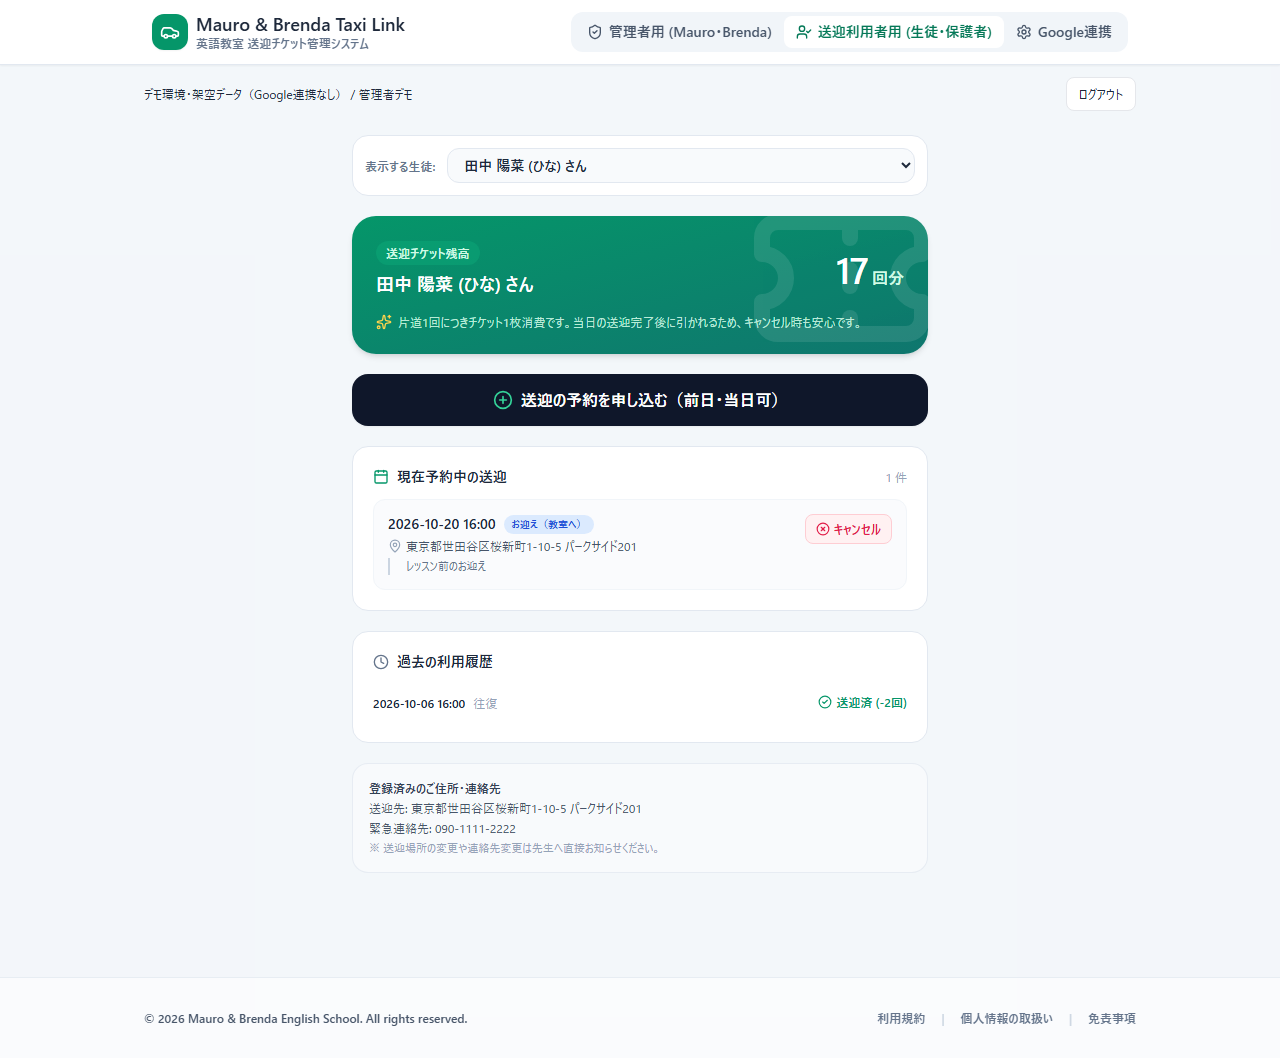 Mauro & Brenda Taxi Link
英語教室 送迎チケット管理システム
管理者用 (Mauro・Brenda)
送迎利用者用 (生徒・保護者)
Google連携
デモ環境・架空データ（Google連携なし） / 管理者デモ
ログアウト
表示する生徒:
田中 陽菜 (ひな) さん
送迎チケット残高
田中 陽菜 (ひな) さん
17 回分
片道1回につきチケット1枚消費です。当日の送迎完了後に引かれるため、キャンセル時も安心です。
送迎の予約を申し込む（前日・当日可）
現在予約中の送迎
1 件
2026-10-20 16:00
お迎え（教室へ）
キャンセル
東京都世田谷区桜新町1-10-5 パークサイド201
レッスン前のお迎え
過去の利用履歴
2026-10-06 16:00 往復
送迎済 (-2回)
登録済みのご住所・連絡先
送迎先: 東京都世田谷区桜新町1-10-5 パークサイド201
緊急連絡先: 090-1111-2222
※ 送迎場所の変更や連絡先変更は先生へ直接お知らせください。
© 2026 Mauro & Brenda English School. All rights reserved.
利用規約 | 個人情報の取扱い | 免責事項